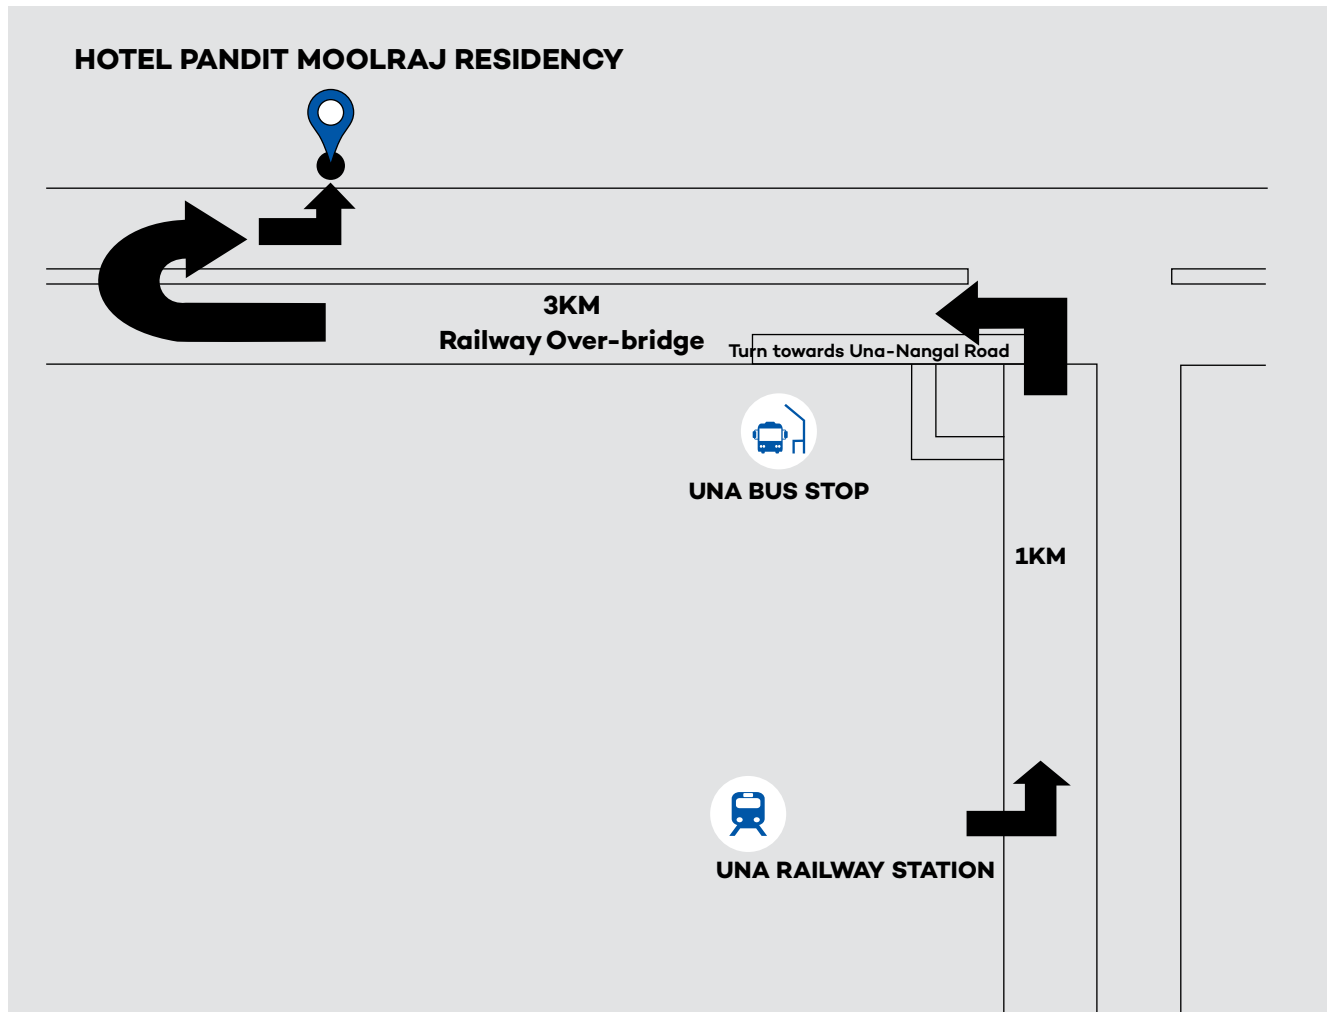 HOTEL PANDIT MOOLRAJ RESIDENCY
3KM
Railway Over-bridge
Turn towards Una-Nangal Road
UNA BUS STOP
1KM
UNA RAILWAY STATION